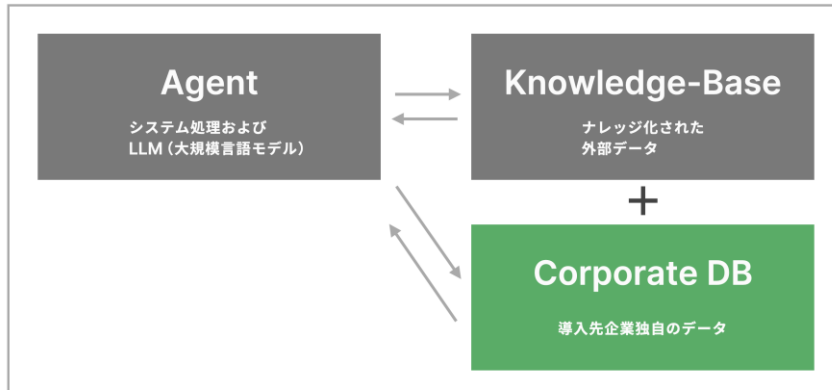 Agent
システム処理および
LLM（大規模言語モデル）
Knowledge-Base
ナレッジ化された
外部データ
+
Corporate DB
導入先企業独自のデータ